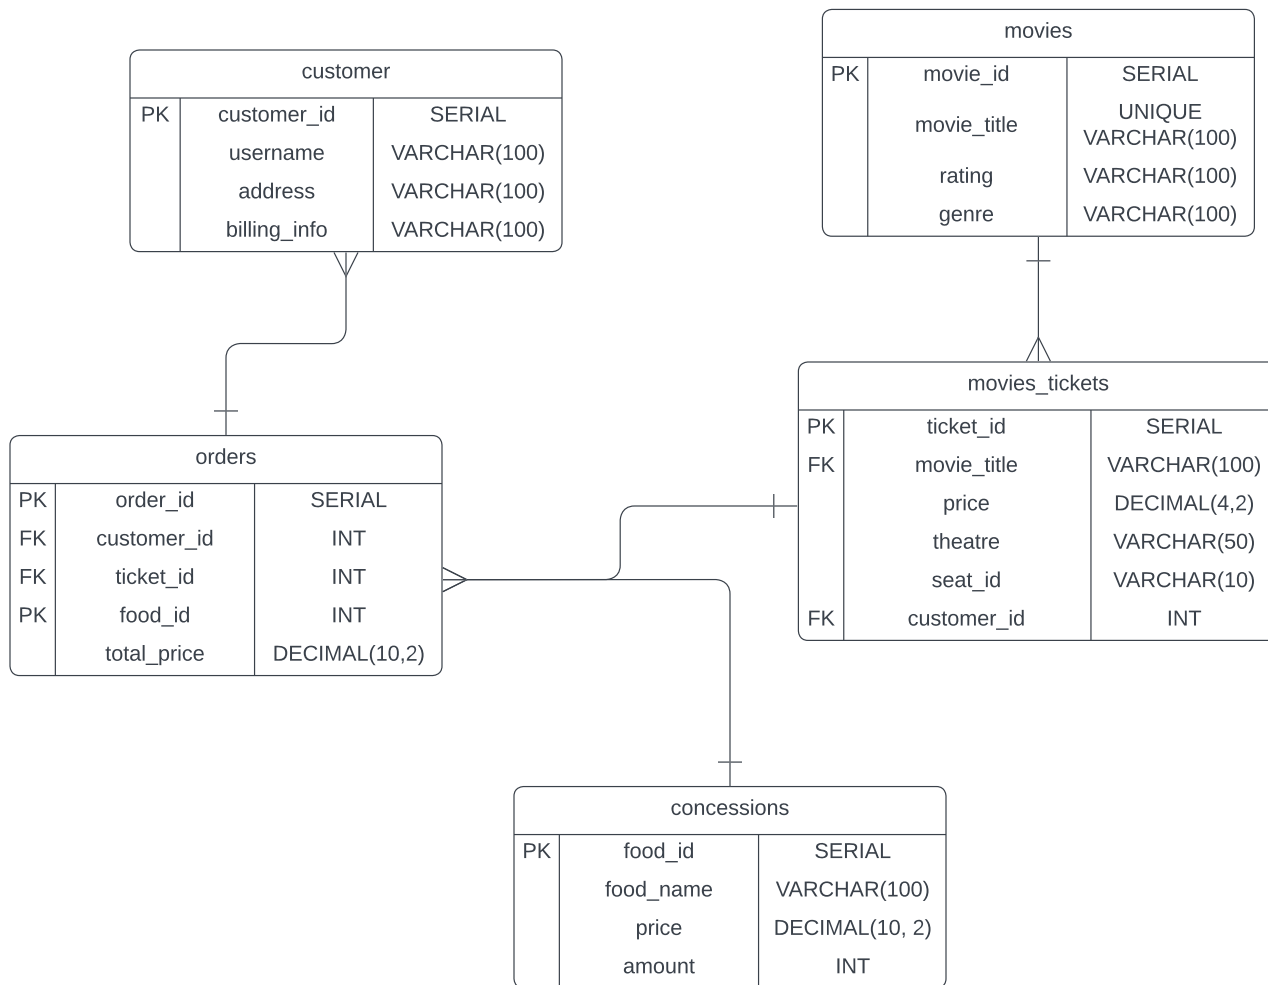 customer
PK customer_id SERIAL
username VARCHAR(100)
address VARCHAR(100)
billing_info VARCHAR(100)
movies
PK movie_id SERIAL
movie_title UNIQUE
VARCHAR(100)
rating VARCHAR(100)
genre VARCHAR(100)
orders
PK order_id SERIAL
FK customer_id INT
FK ticket_id INT
PK food_id INT
total_price DECIMAL(10,2)
movies_tickets
PK ticket_id SERIAL
FK movie_title VARCHAR(100)
price DECIMAL(4,2)
theatre VARCHAR(50)
seat_id VARCHAR(10)
FK customer_id INT
concessions
PK food_id SERIAL
food_name VARCHAR(100)
price DECIMAL(10, 2)
amount INT